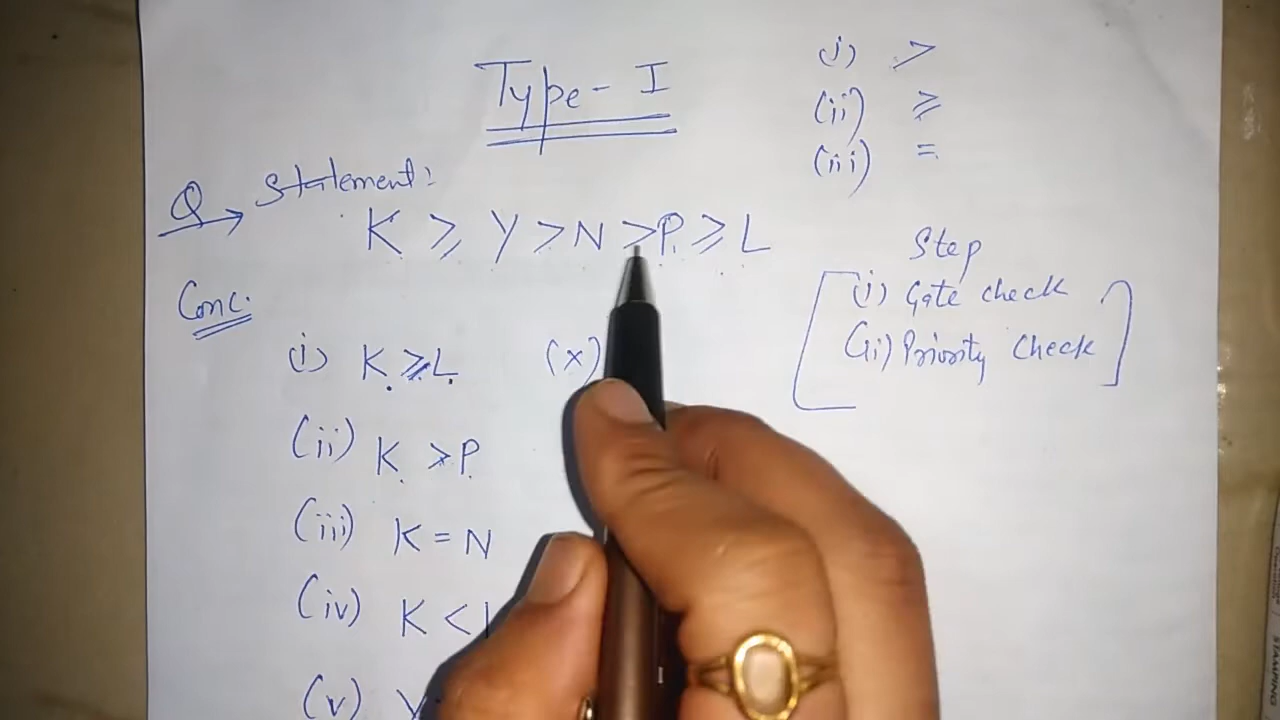 Type - I
(i) >
(ii) ≥
(iii) =
Q → Statement:
K ≥ Y > N > P ≥ L
Conc.
(i) K ≥ L (x)
(ii) K > P
(iii) K = N
(iv) K <
(v) Y
Step
(i) Gate check
(ii) Priority check